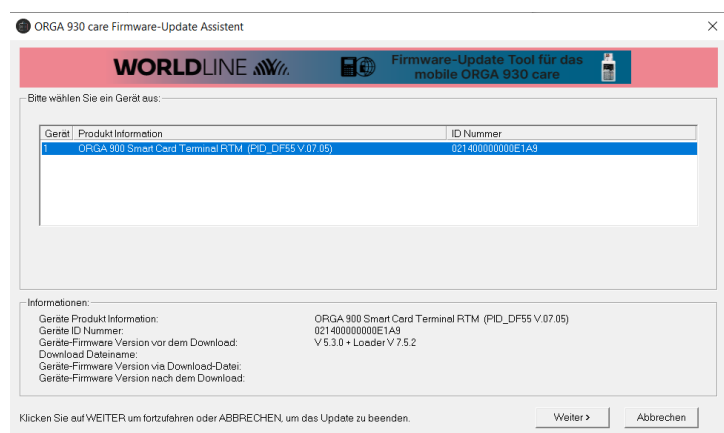 ORGA 930 care Firmware-Update Assistent
WORLDLINE
Firmware-Update Tool für das
mobile ORGA 930 care
Bitte wählen Sie ein Gerät aus:
Gerät Produkt Information ID Nummer
1 ORGA 900 Smart Card Terminal RTM (PID_DF55 V.07.05) 021400000000E1A9
Informationen:
Geräte Produkt Information: ORGA 900 Smart Card Terminal RTM (PID_DF55 V.07.05)
Geräte ID Nummer: 021400000000E1A9
Geräte-Firmware Version vor dem Download: V 5.3.0 + Loader V 7.5.2
Download Dateiname:
Geräte-Firmware Version via Download-Datei:
Geräte-Firmware Version nach dem Download:
Klicken Sie auf WEITER um fortzufahren oder ABBRECHEN, um das Update zu beenden. Weiter > Abbrechen